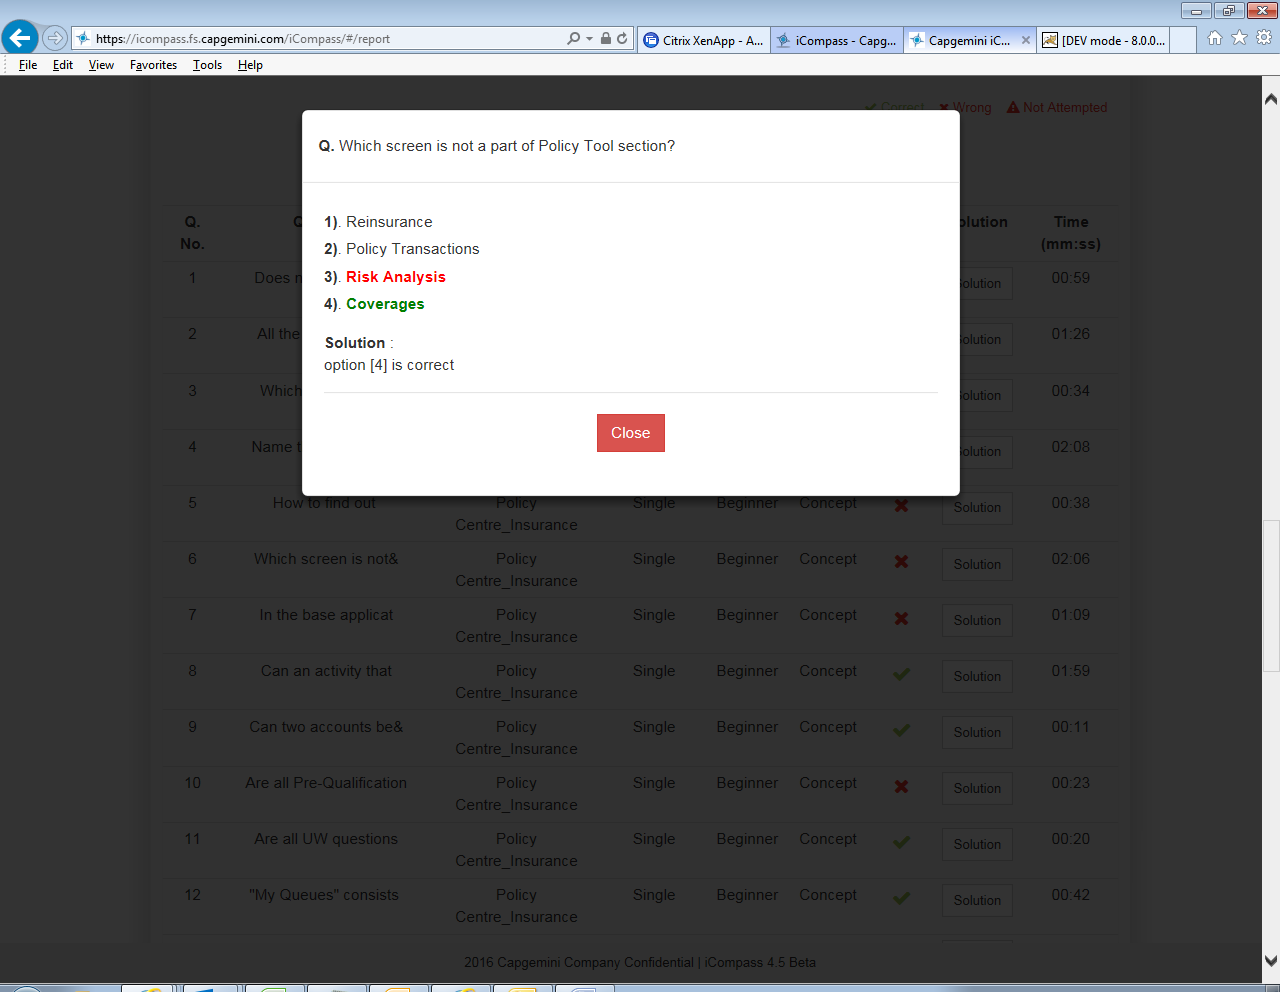 https://icompass.fs.capgemini.com/iCompass/#/report
Citrix XenApp - A...
iCompass - Capg...
Capgemini iC...
[DEV mode - 8.0.0...
File Edit View Favorites Tools Help
Correct Wrong Not Attempted
Q. Which screen is not a part of Policy Tool section?
1). Reinsurance
2). Policy Transactions
3). Risk Analysis
4). Coverages
Solution :
option [4] is correct
Close
Q. No. Q olution Time (mm:ss)
1 Does n olution 00:59
2 All the olution 01:26
3 Which olution 00:34
4 Name t olution 02:08
5 How to find out Policy Centre_Insurance Single Beginner Concept Solution 00:38
6 Which screen is not& Policy Centre_Insurance Single Beginner Concept Solution 02:06
7 In the base applicat Policy Centre_Insurance Single Beginner Concept Solution 01:09
8 Can an activity that Policy Centre_Insurance Single Beginner Concept Solution 01:59
9 Can two accounts be& Policy Centre_Insurance Single Beginner Concept Solution 00:11
10 Are all Pre-Qualification Policy Centre_Insurance Single Beginner Concept Solution 00:23
11 Are all UW questions Policy Centre_Insurance Single Beginner Concept Solution 00:20
12 "My Queues" consists Policy Centre_Insurance Single Beginner Concept Solution 00:42
2016 Capgemini Company Confidential | iCompass 4.5 Beta